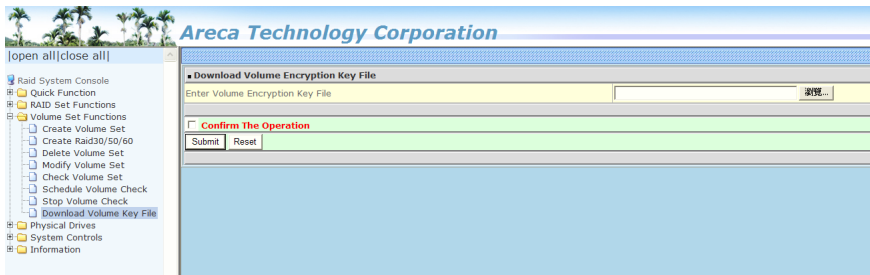 Areca Technology Corporation
|open all|close all|
Raid System Console
Quick Function
RAID Set Functions
Volume Set Functions
Create Volume Set
Create Raid30/50/60
Delete Volume Set
Modify Volume Set
Check Volume Set
Schedule Volume Check
Stop Volume Check
Download Volume Key File
Physical Drives
System Controls
Information
Download Volume Encryption Key File
Enter Volume Encryption Key File
瀏覽...
Confirm The Operation
Submit Reset